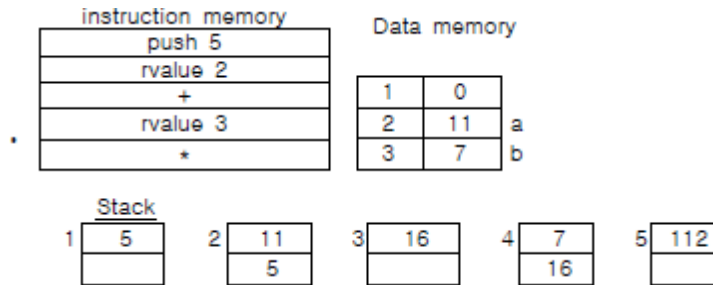 instruction memory
Data memory
push 5
rvalue 2
+
1 0
rvalue 3
2 11 a
*
3 7 b
Stack
1 5 2 11 3 16 4 7 5 112
5 16